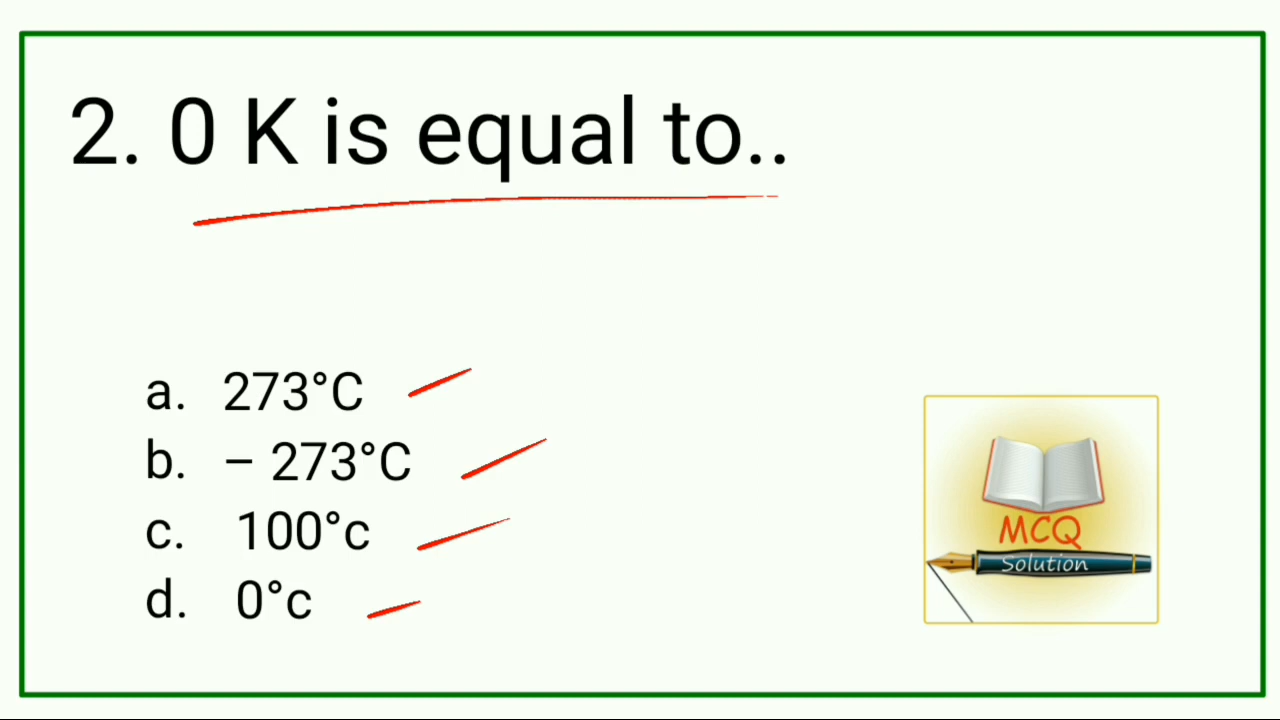 2. 0 K is equal to..
a. 273°C
b. – 273°C
c. 100°c
d. 0°c
MCQ
Solution